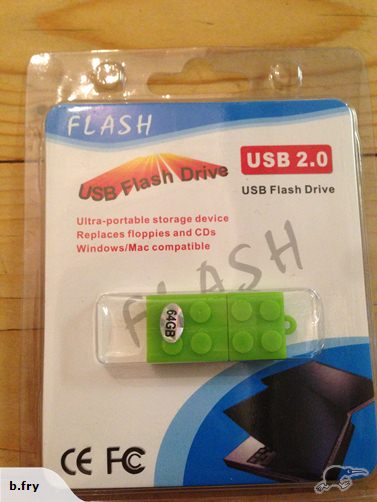 FLASH
USB Flash Drive
USB 2.0
USB Flash Drive
Ultra-portable storage device
Replaces floppies and CDs
Windows/Mac compatible
FLASH
64GB
CE FC
b.fry